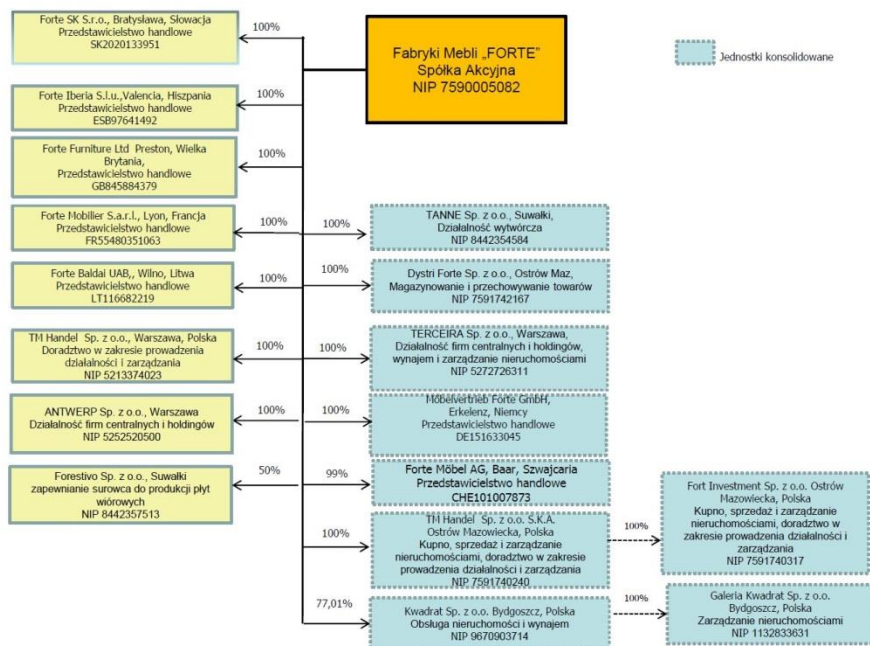 Forte SK S.r.o., Bratysława, Słowacja
Przedstawicielstwo handlowe
SK2020133951
100%
Fabryki Mebli „FORTE”
Spółka Akcyjna
NIP 7590005082
Jednostki konsolidowane
Forte Iberia S.l.u.,Valencia, Hiszpania
Przedstawicielstwo handlowe
ESB97641492
100%
Forte Furniture Ltd Preston, Wielka
Brytania,
Przedstawicielstwo handlowe
GB845884379
100%
Forte Mobilier S.a.r.l., Lyon, Francja
Przedstawicielstwo handlowe
FR55480351063
100%
100%
TANNE Sp. z o.o., Suwałki,
Działalność wytwórcza
NIP 8442354584
Forte Baldai UAB,, Wilno, Litwa
Przedstawicielstwo handlowe
LT116682219
100%
100%
Dystri Forte Sp. z o.o., Ostrów Maz,
Magazynowanie i przechowywanie towarów
NIP 7591742167
TM Handel Sp. z o.o., Warszawa, Polska
Doradztwo w zakresie prowadzenia
działalności i zarządzania
NIP 5213374023
100%
100%
TERCEIRA Sp. z o.o., Warszawa,
Działalność firm centralnych i holdingów,
wynajem i zarządzanie nieruchomościami
NIP 5272726311
ANTWERP Sp. z o.o., Warszawa
Działalność firm centralnych i holdingów
NIP 5252520500
100%
100%
Möbelvertrieb Forte GmbH,
Erkelenz, Niemcy
Przedstawicielstwo handlowe
DE151633045
Forestivo Sp. z o.o., Suwałki
zapewnianie surowca do produkcji płyt
wiórowych
NIP 8442357513
50%
99%
Forte Möbel AG, Baar, Szwajcaria
Przedstawicielstwo handlowe
CHE101007873
100%
TM Handel Sp. z o.o. S.K.A.
Ostrów Mazowiecka, Polska
Kupno, sprzedaż i zarządzanie
nieruchomościami, doradztwo w zakresie
prowadzenia działalności i zarządzania
NIP 7591740240
100%
Fort Investment Sp. z o.o. Ostrów
Mazowiecka, Polska
Kupno, sprzedaż i zarządzanie
nieruchomościami, doradztwo w
zakresie prowadzenia działalności i
zarządzania
NIP 7591740317
77,01%
Kwadrat Sp. z o.o. Bydgoszcz, Polska
Obsługa nieruchomości i wynajem
NIP 9670903714
100%
Galeria Kwadrat Sp. z o.o.
Bydgoszcz, Polska
Zarządzanie nieruchomościami
NIP 1132833631